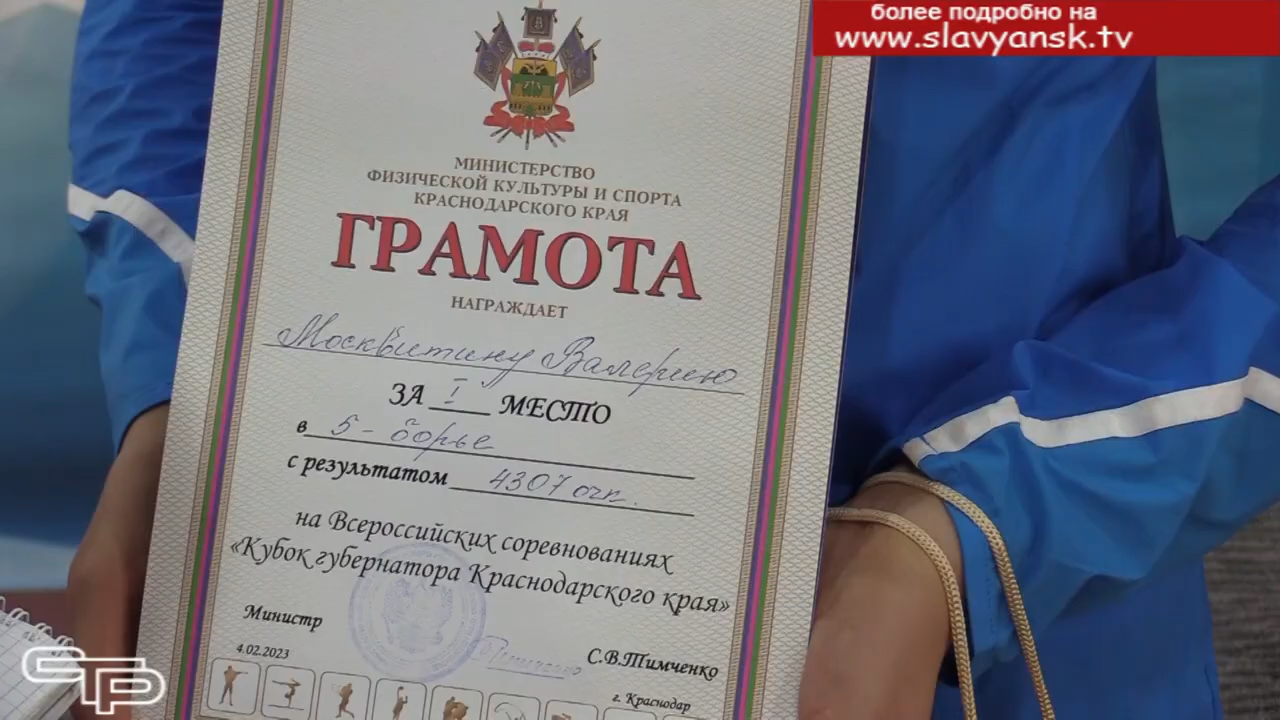 более подробно на
www.slavyansk.tv
МИНИСТЕРСТВО
ФИЗИЧЕСКОЙ КУЛЬТУРЫ И СПОРТА
КРАСНОДАРСКОГО КРАЯ
ГРАМОТА
НАГРАЖДАЕТ
Москвитину Валерию
ЗА I МЕСТО
в 5-борье
с результатом 4307 очк.
на Всероссийских соревнованиях
«Кубок губернатора Краснодарского края»
Министр
С.В.Тимченко
4.02.2023
г. Краснодар
СТР